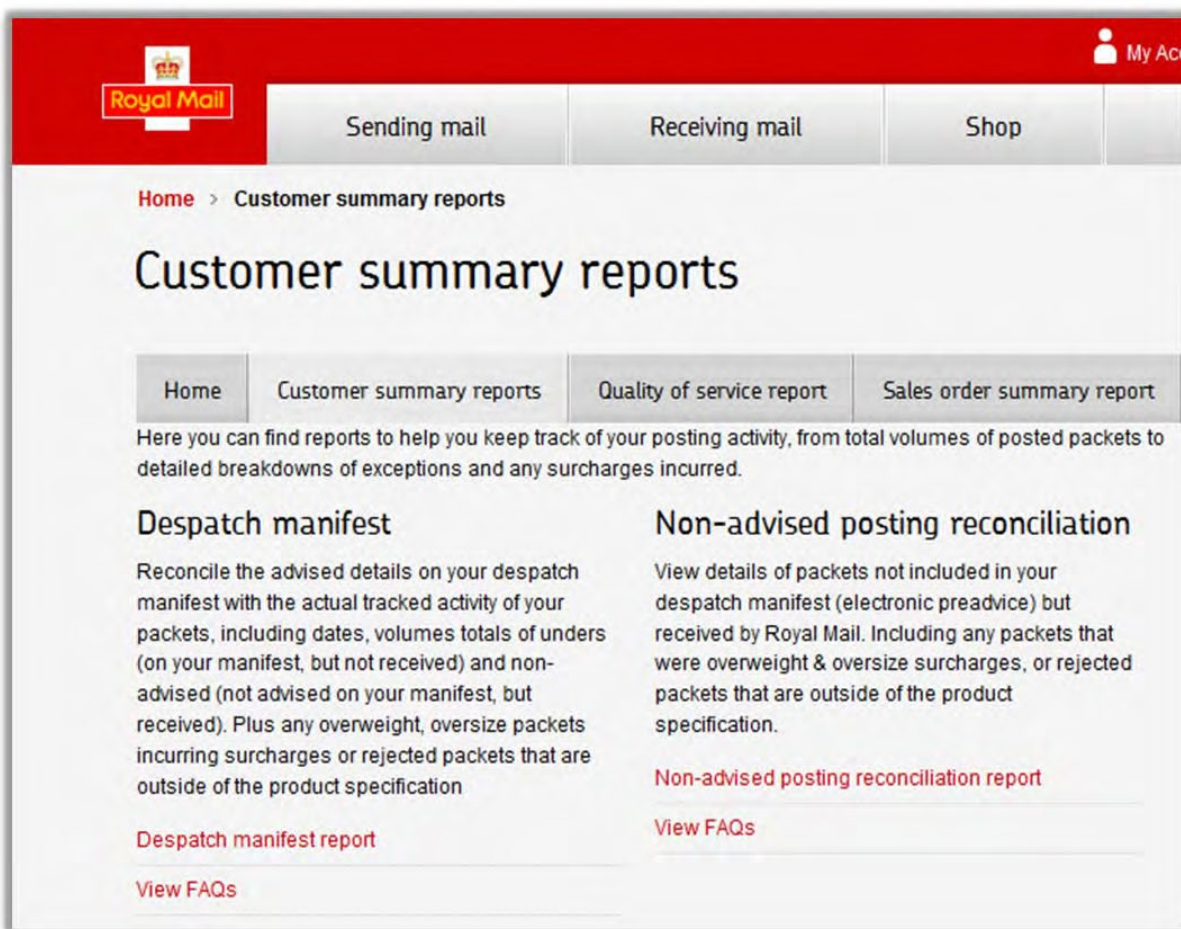 My Acc
Royal Mail
Sending mail
Receiving mail
Shop
Home > Customer summary reports
Customer summary reports
Home
Customer summary reports
Quality of service report
Sales order summary report
Here you can find reports to help you keep track of your posting activity, from total volumes of posted packets to
detailed breakdowns of exceptions and any surcharges incurred.
Despatch manifest
Reconcile the advised details on your despatch
manifest with the actual tracked activity of your
packets, including dates, volumes totals of unders
(on your manifest, but not received) and non-
advised (not advised on your manifest, but
received). Plus any overweight, oversize packets
incurring surcharges or rejected packets that are
outside of the product specification
Despatch manifest report
View FAQs
Non-advised posting reconciliation
View details of packets not included in your
despatch manifest (electronic preadvice) but
received by Royal Mail. Including any packets that
were overweight & oversize surcharges, or rejected
packets that are outside of the product
specification.
Non-advised posting reconciliation report
View FAQs